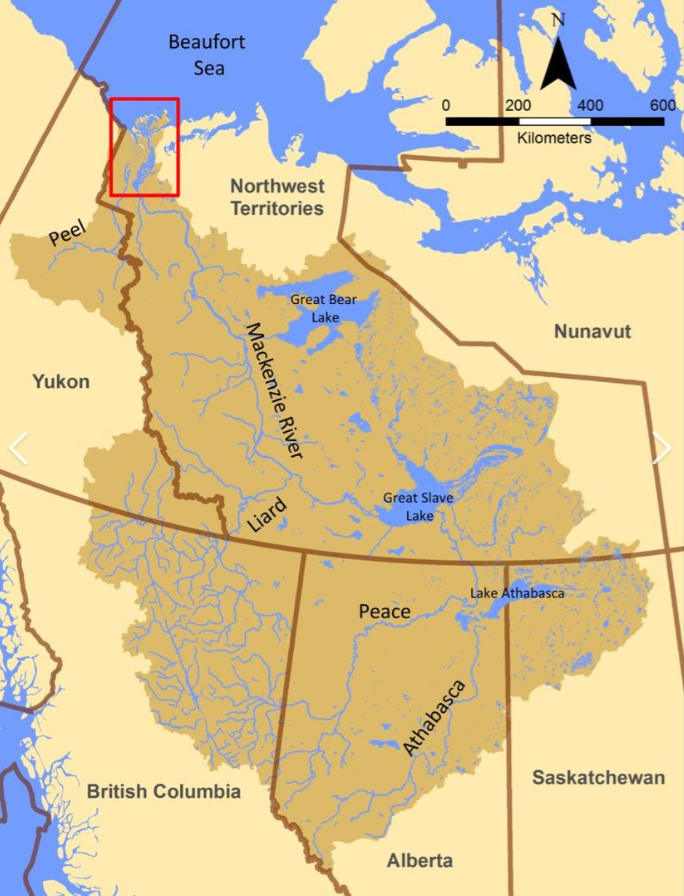 Beaufort
Sea
N
0 200 400 600
Kilometers
Northwest
Territories
Peel
Great Bear
Lake
Nunavut
Mackenzie River
Yukon
Great Slave
Lake
Liard
Lake Athabasca
Peace
Athabasca
British Columbia
Saskatchewan
Alberta